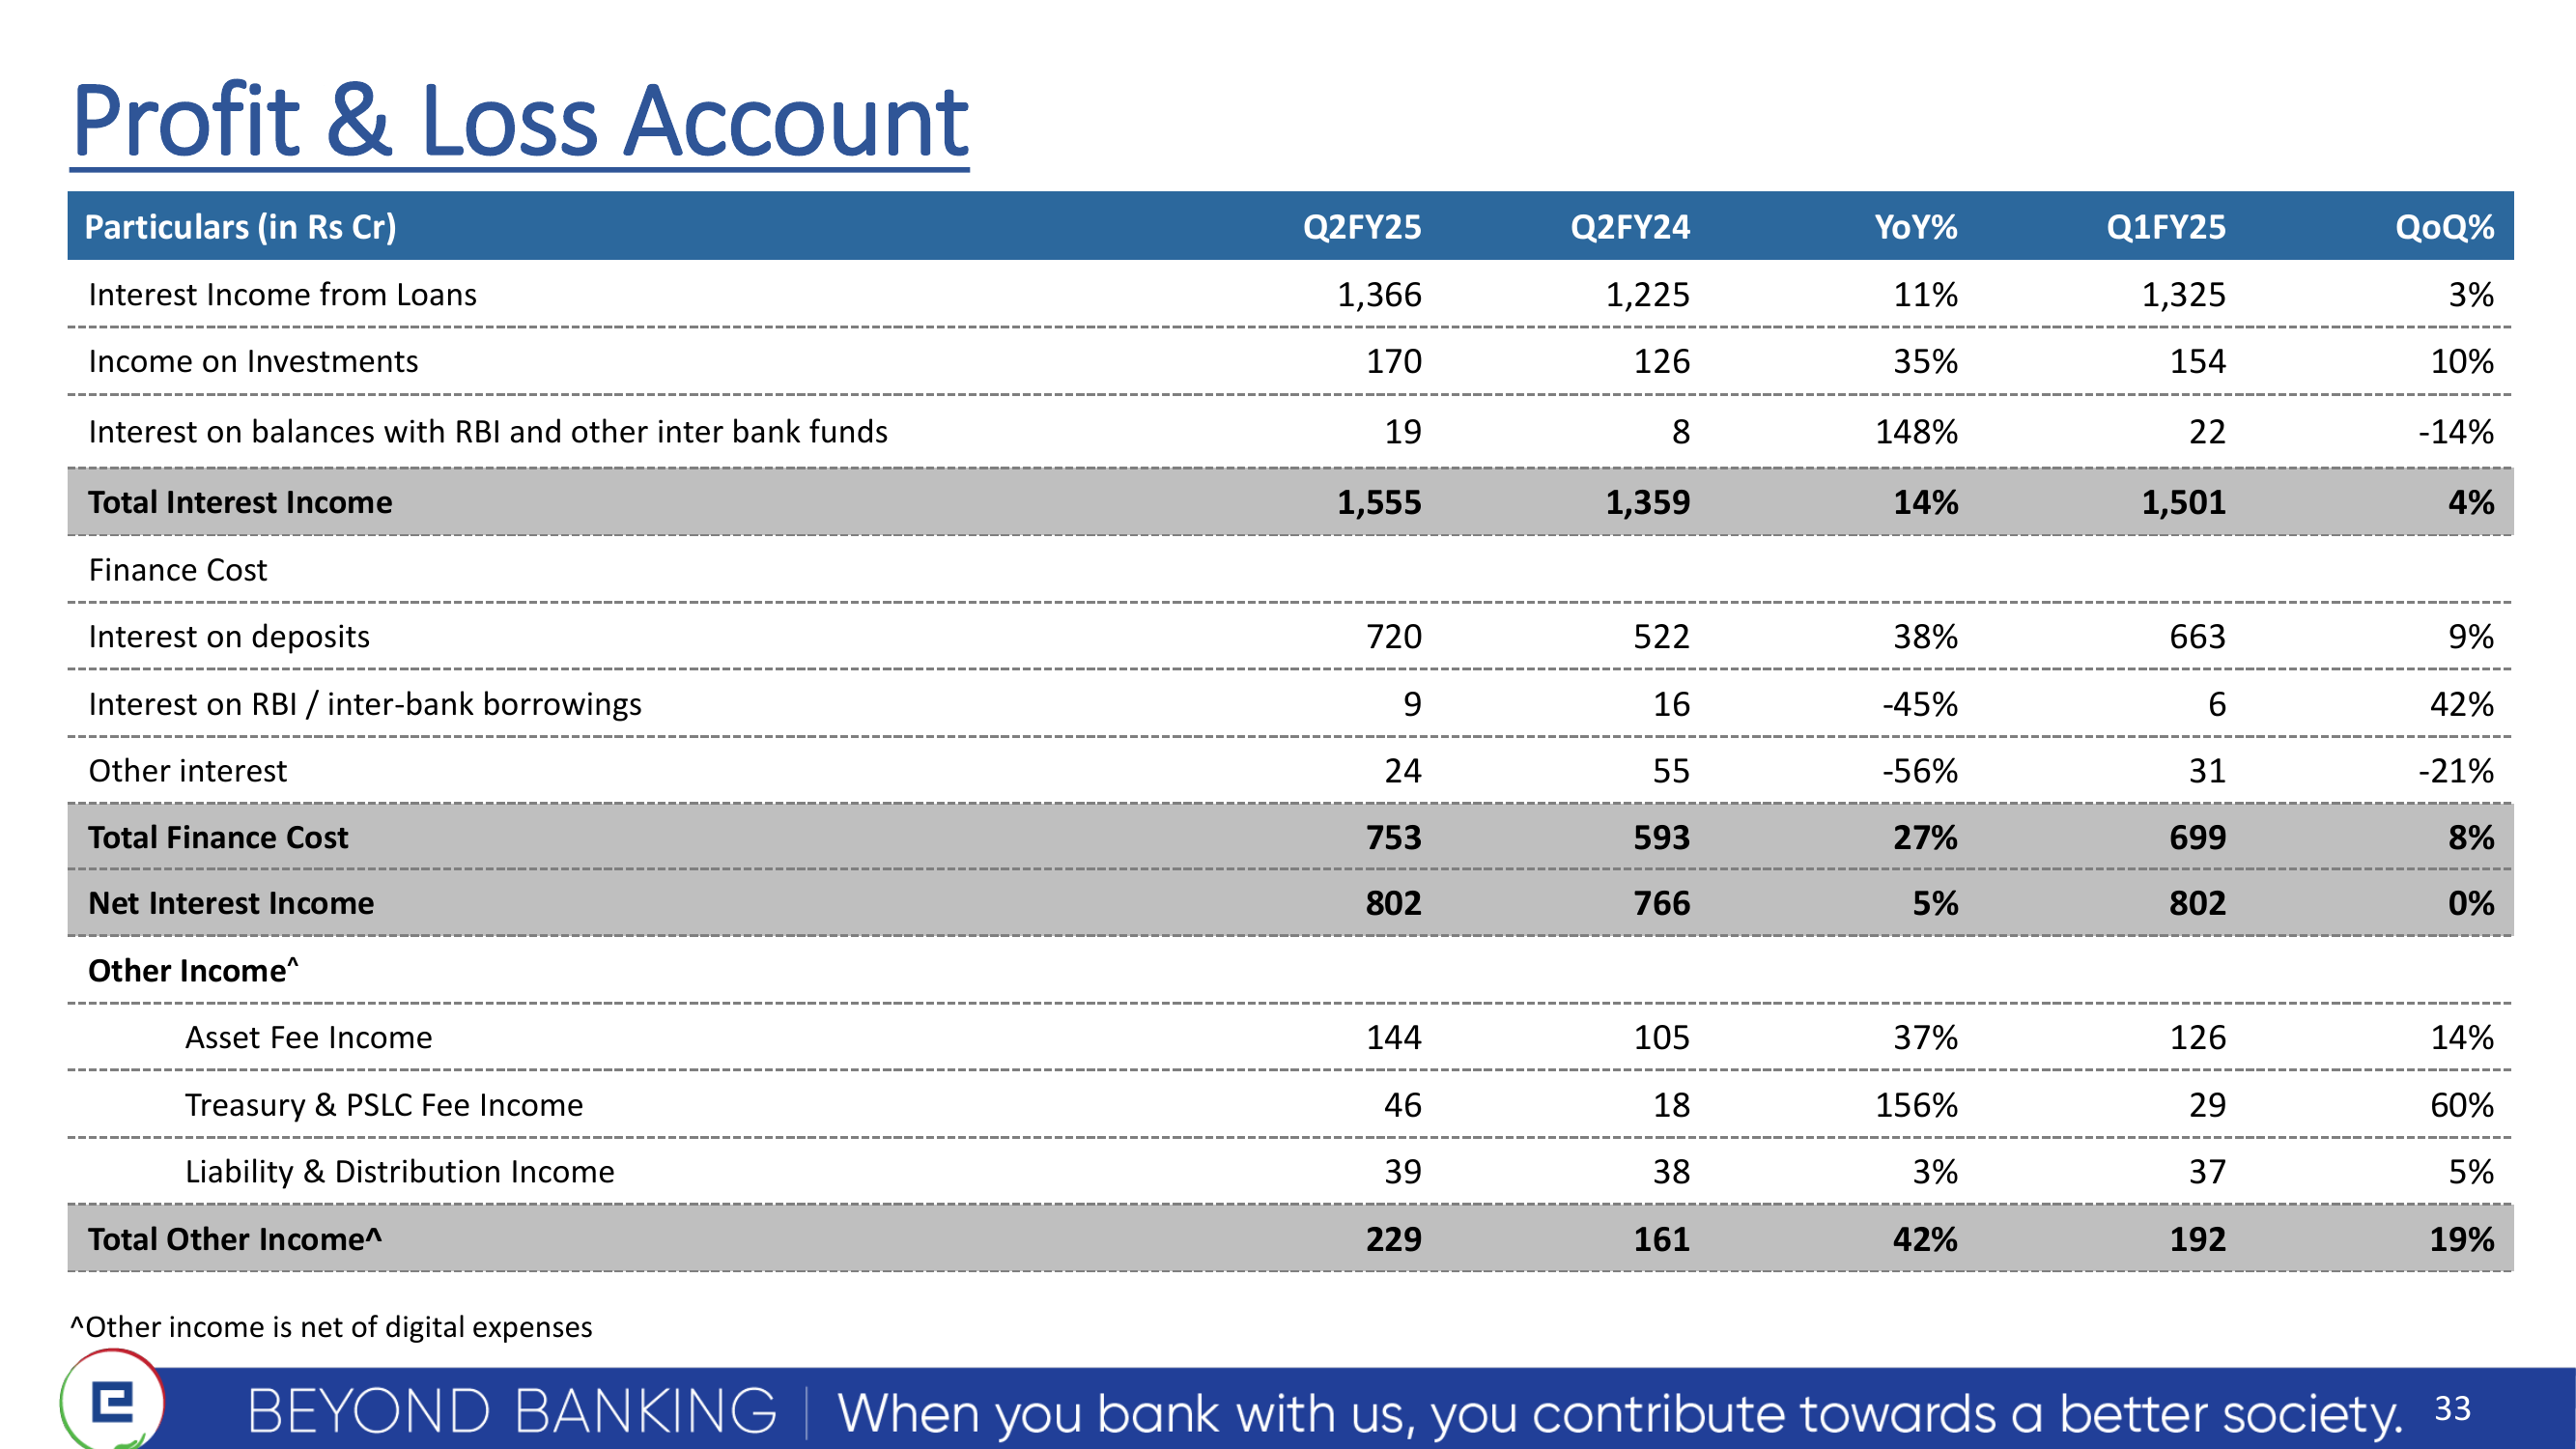 Profit & Loss Account
Particulars (in Rs Cr) Q2FY25 Q2FY24 YoY% Q1FY25 QoQ%
Interest Income from Loans 1,366 1,225 11% 1,325 3%
Income on Investments 170 126 35% 154 10%
Interest on balances with RBI and other inter bank funds 19 8 148% 22 -14%
Total Interest Income 1,555 1,359 14% 1,501 4%
Finance Cost
Interest on deposits 720 522 38% 663 9%
Interest on RBI / inter-bank borrowings 9 16 -45% 6 42%
Other interest 24 55 -56% 31 -21%
Total Finance Cost 753 593 27% 699 8%
Net Interest Income 802 766 5% 802 0%
Other Income^
Asset Fee Income 144 105 37% 126 14%
Treasury & PSLC Fee Income 46 18 156% 29 60%
Liability & Distribution Income 39 38 3% 37 5%
Total Other Income^ 229 161 42% 192 19%
^Other income is net of digital expenses
BEYOND BANKING | When you bank with us, you contribute towards a better society. 33